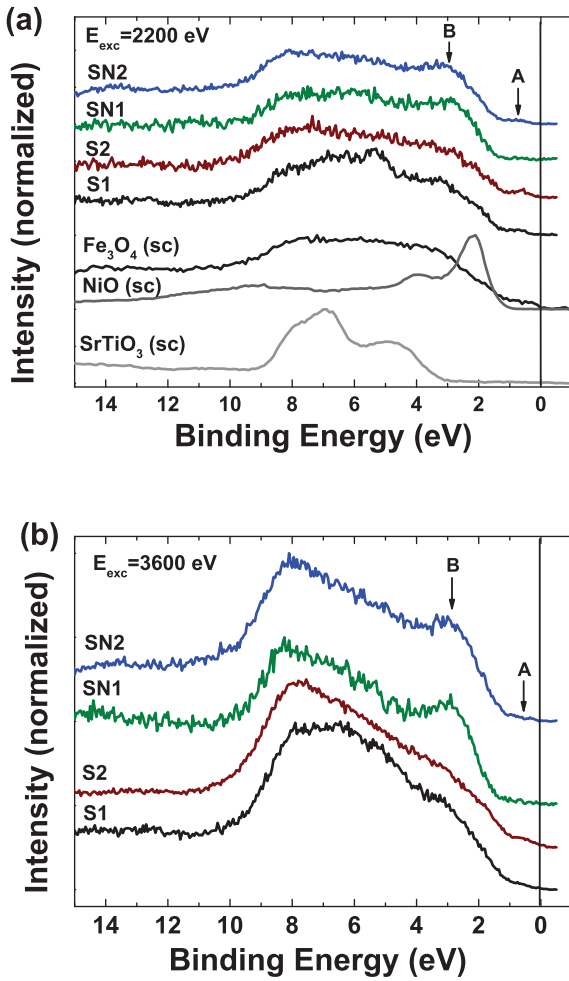 (a)
E_exc=2200 eV
B
A
SN2
SN1
S2
S1
Fe₃O₄ (sc)
NiO (sc)
SrTiO₃ (sc)
Intensity (normalized)
14 12 10 8 6 4 2 0
Binding Energy (eV)
(b)
E_exc=3600 eV
B
A
SN2
SN1
S2
S1
Intensity (normalized)
14 12 10 8 6 4 2 0
Binding Energy (eV)